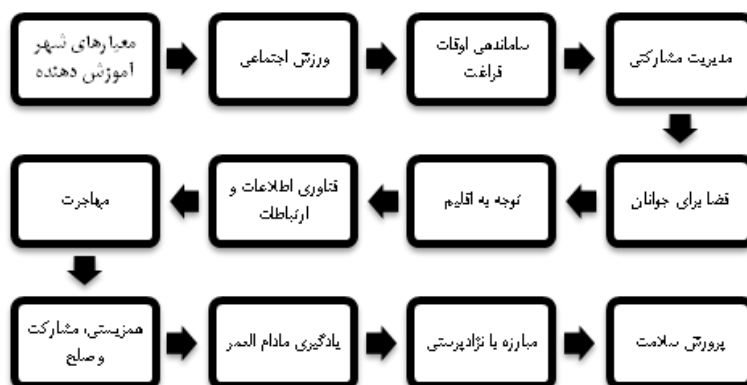 معیارهای شهر
آموزش دهنده
ورزش اجتماعی
ساماندهی اوقات
فراغت
مدیریت مشارکتی
فضا برای جوانان
توجه به اقلیم
فناوری اطلاعات و
ارتباطات
مهاجرت
همزیستی، مشارکت
و صلح
یادگیری مادام العمر
مبارزه با نژادپرستی
پرورش سلامت